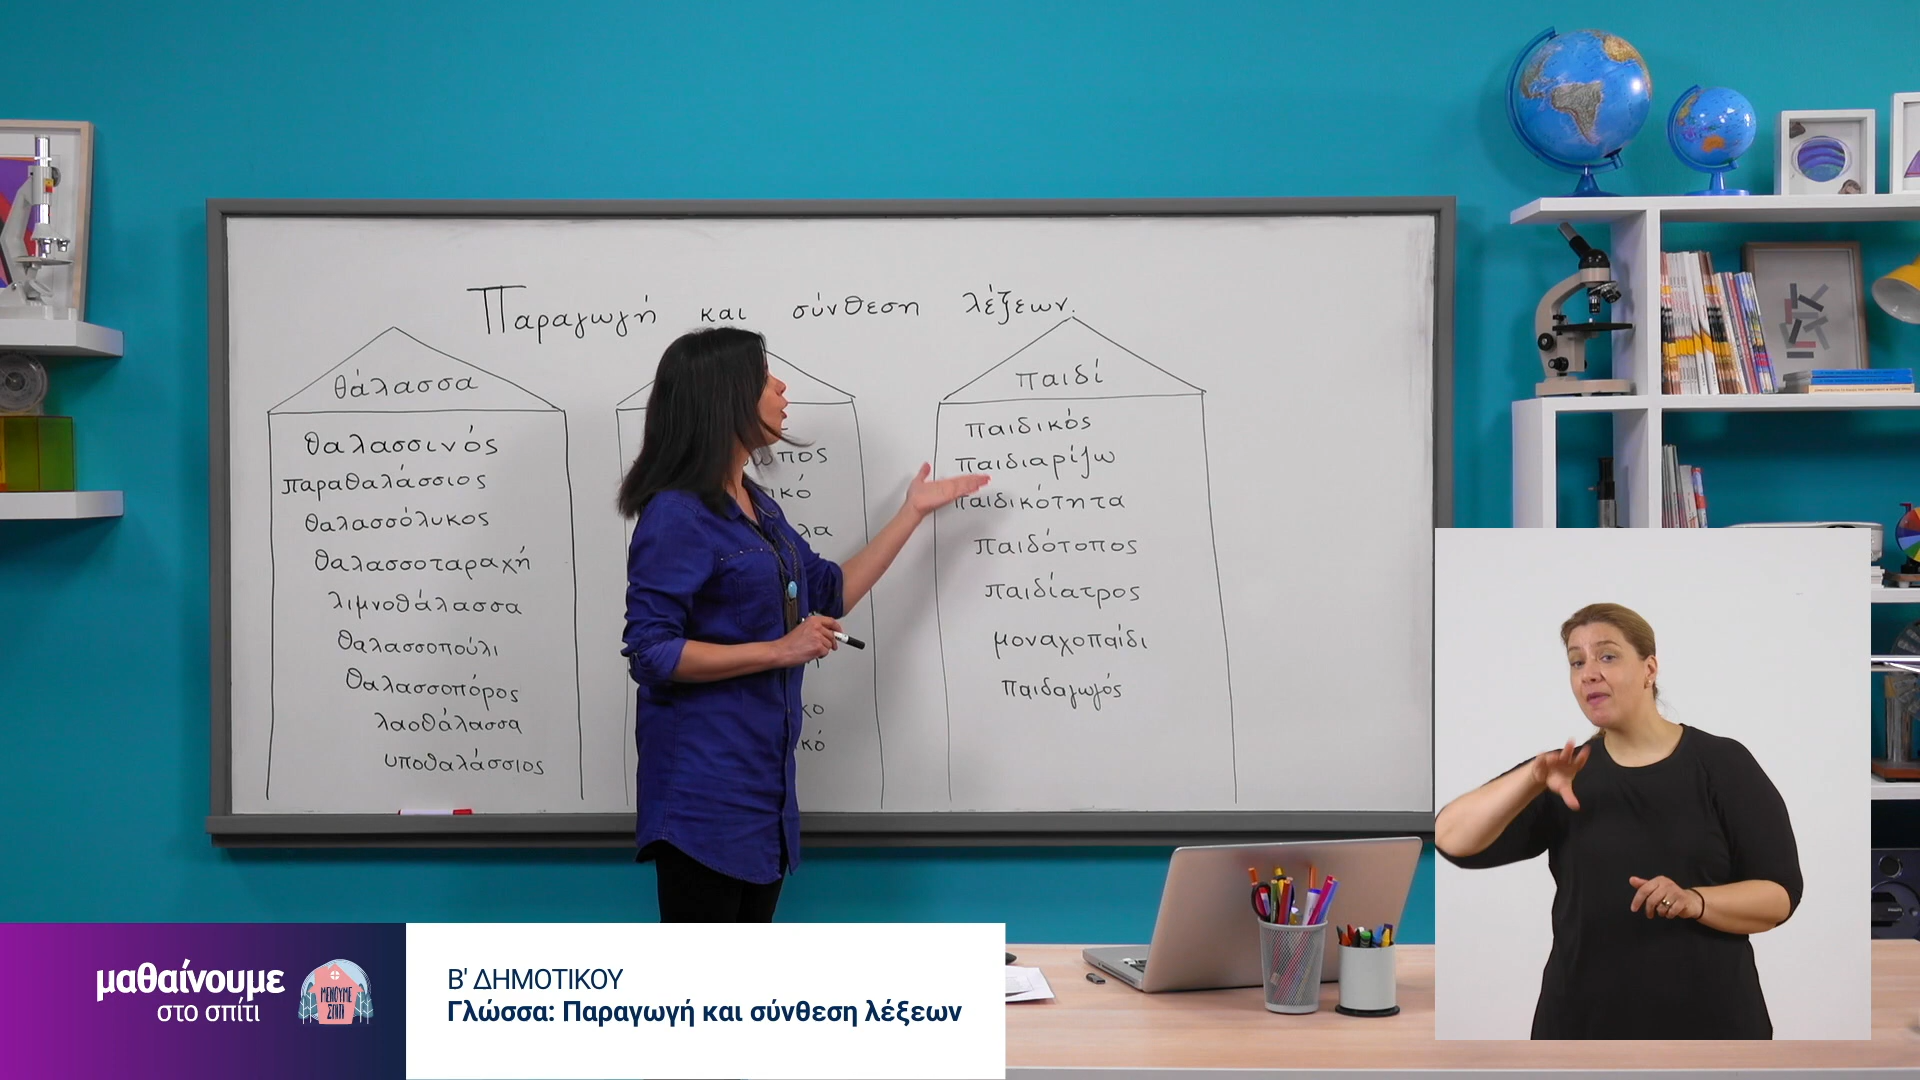 Παραγωγή και σύνθεση λέξεων.
θάλασσα
θαλασσινός
παραθαλάσσιος
θαλασσόλυκος
θαλασσοταραχή
λιμνοθάλασσα
θαλασσοπούλι
θαλασσοπόρος
λαοθάλασσα
υποθαλάσσιος
παιδί
παιδικός
παιδιαρίζω
παιδικότητα
παιδότοπος
παιδίατρος
μοναχοπαίδι
παιδαγωγός
μαθαίνουμε
στο σπίτι
ΜΕΝΟΥΜΕ
ΣΠΙΤΙ
Β' ΔΗΜΟΤΙΚΟΥ
Γλώσσα: Παραγωγή και σύνθεση λέξεων